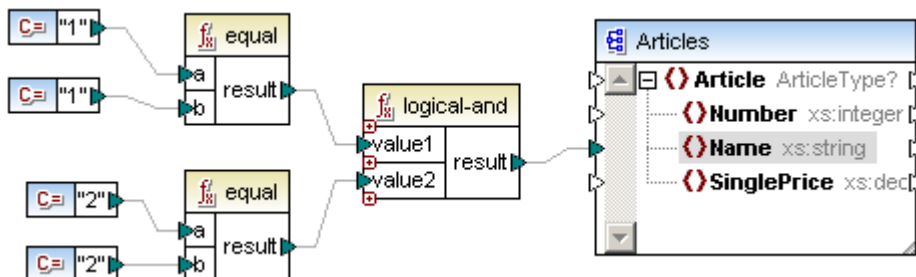 C= "1"
equal
a
result
C= "1"
b
logical-and
value1
result
value2
C= "2"
equal
a
result
C= "2"
b
Articles
Article ArticleType?
Number xs:integer
Name xs:string
SinglePrice xs:dec